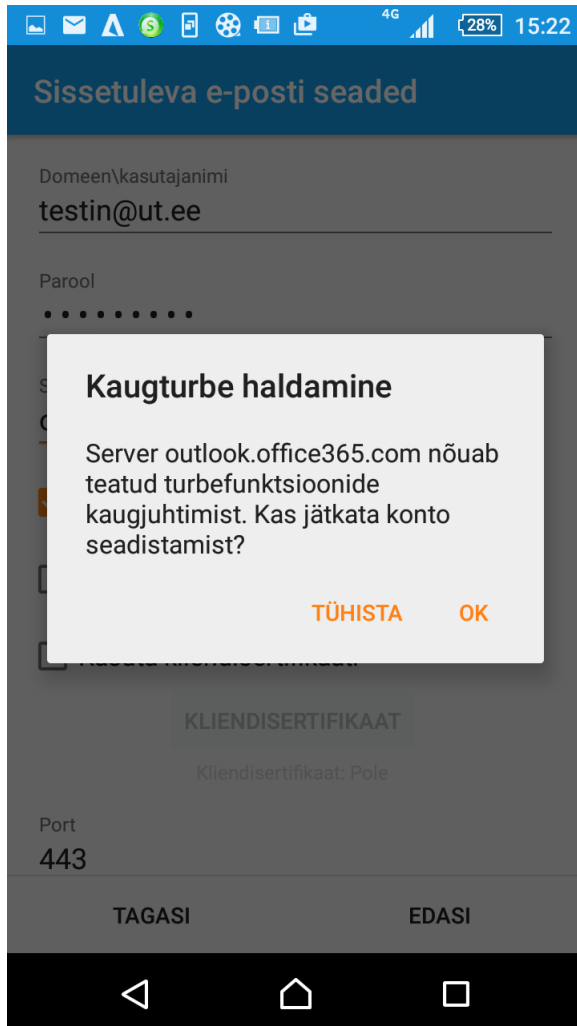 4G 28% 15:22
Sissetuleva e-posti seaded
Domeen\kasutajanimi
testin@ut.ee
Parool
•••••••••
Kaugturbe haldamine
Server outlook.office365.com nõuab
teatud turbefunktsioonide
kaugjuhtimist. Kas jätkata konto
seadistamist?
TÜHISTA OK
KLIENDISERTIFIKAAT
Kliendisertifikaat: Pole
Port
443
TAGASI EDASI